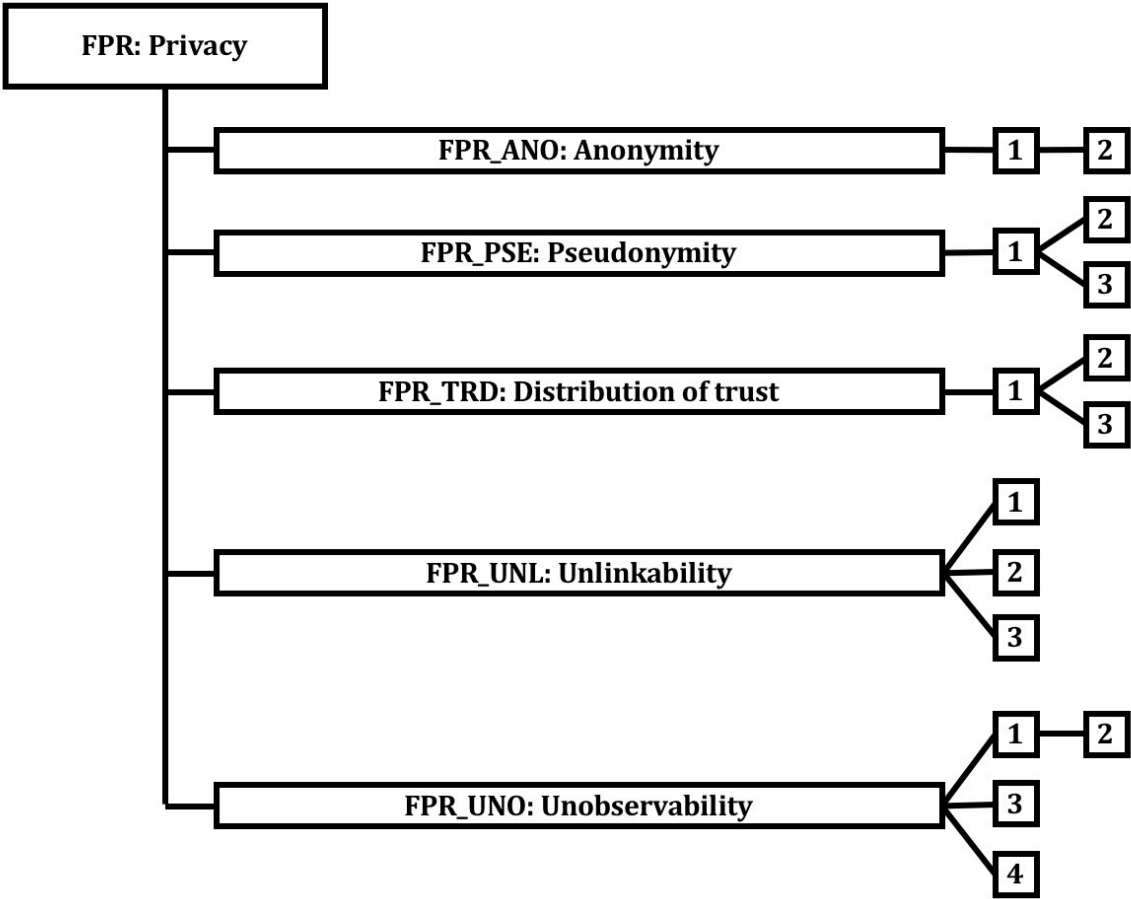 FPR: Privacy
FPR_ANO: Anonymity 1 2
2
FPR_PSE: Pseudonymity 1
3
2
FPR_TRD: Distribution of trust 1
3
1
FPR_UNL: Unlinkability 2
3
1 2
FPR_UNO: Unobservability 3
4